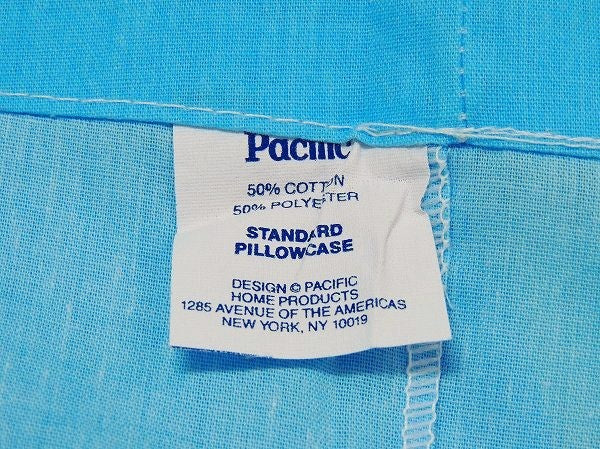 Pacific
50% COTTON
50% POLYESTER
STANDARD
PILLOWCASE
DESIGN © PACIFIC
HOME PRODUCTS
1285 AVENUE OF THE AMERICAS
NEW YORK, NY 10019